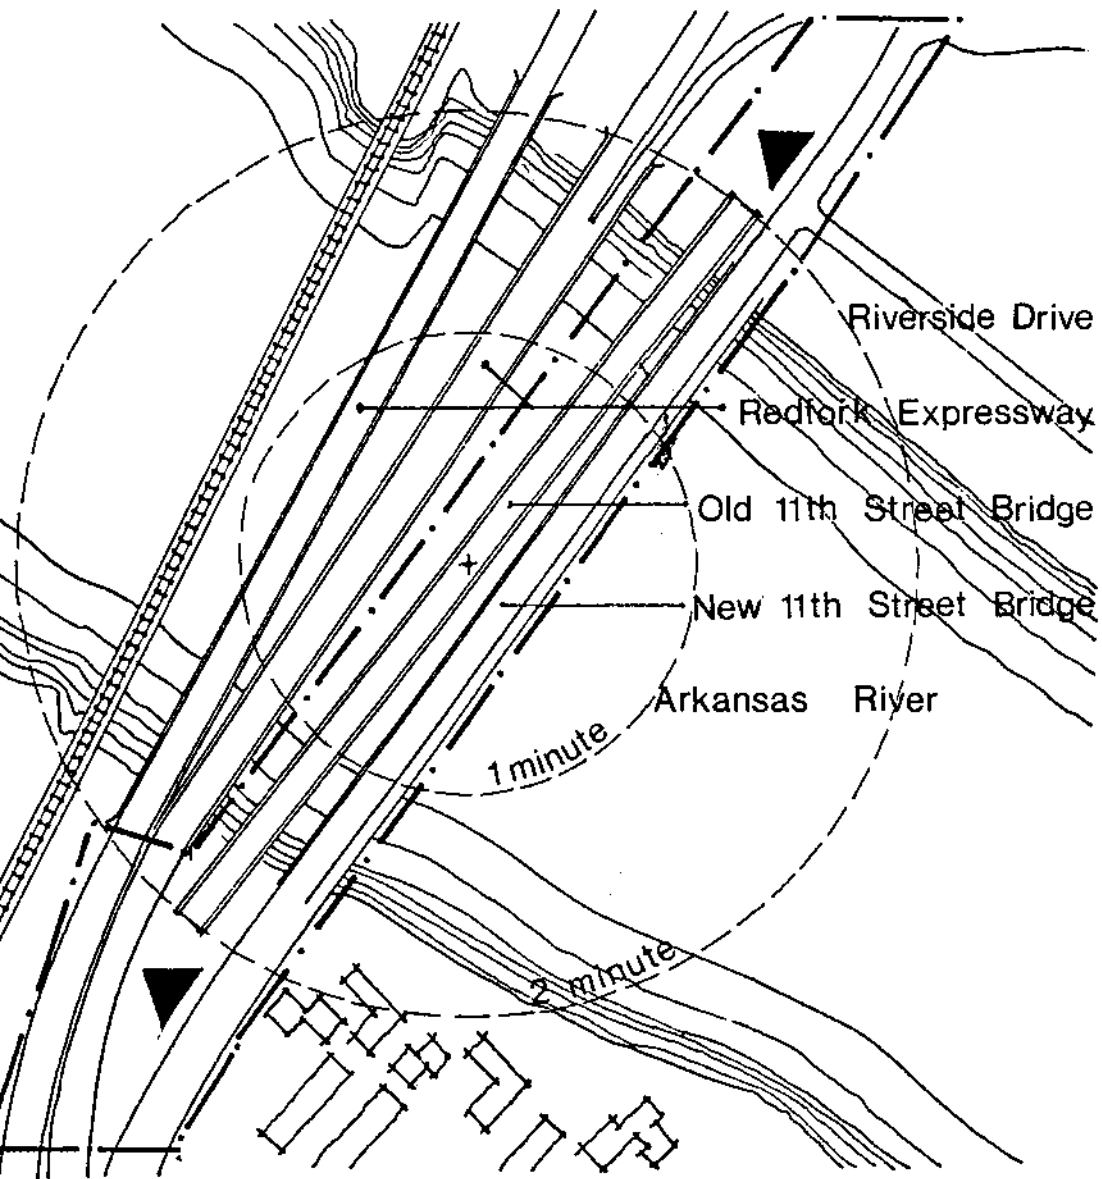 Riverside Drive
Redfork Expressway
Old 11th Street Bridge
New 11th Street Bridge
Arkansas River
1 minute
2 minute